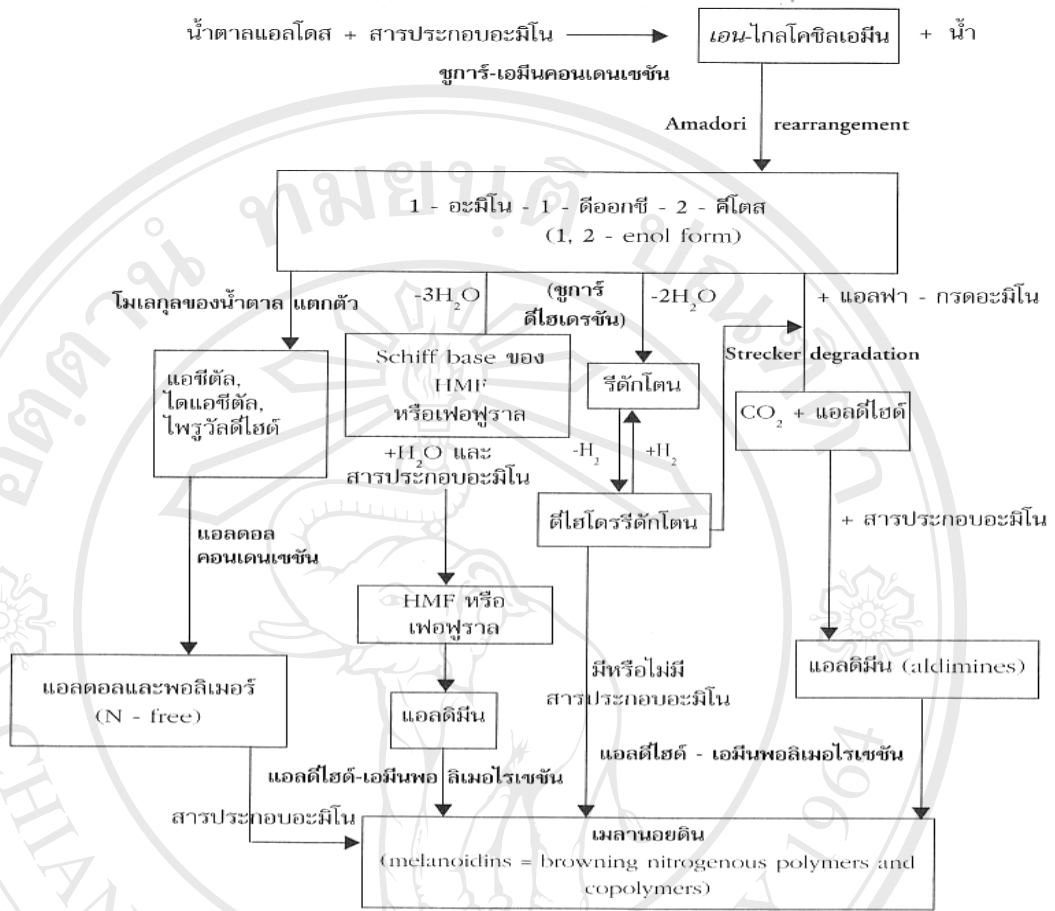 น้ำตาลแอลโดส + สารประกอบอะมิโน
เอน-ไกลโคซิลเอมีน
+ น้ำ
ชูการ์-เอมีนคอนเดนเซชัน
Amadori rearrangement
1 - อะมิโน - 1 - ดีออกซี - 2 - คีโตส
(1, 2 - enol form)
โมเลกุลของน้ำตาล แตกตัว
-3H₂O
(ชูการ์
ดีไฮเดรชัน)
-2H₂O
+ แอลฟา - กรดอะมิโน
Strecker degradation
แอซีตัล,
ไดแอซีตัล,
ไพรูวัลดีไฮด์
Schiff base ของ
HMF
หรือเฟอฟูราล
รีดักโตน
CO₂ + แอลดีไฮด์
+H₂O และ
สารประกอบอะมิโน
-H₂
+H₂
ดีไฮโดรรีดักโตน
+ สารประกอบอะมิโน
แอลดอล
คอนเดนเซชัน
HMF หรือ
เฟอฟูราล
แอลดอลและพอลิเมอร์
(N - free)
แอลดิมีน
มีหรือไม่มี
สารประกอบอะมิโน
แอลดิมีน (aldimines)
แอลดีไฮด์-เอมีนพอ ลิเมอไรเซชัน
แอลดีไฮด์ - เอมีนพอลิเมอไรเซชัน
สารประกอบอะมิโน
เมลานอยดิน
(melanoidins = browning nitrogenous polymers and
copolymers)
อตฺตานํ ทมยนฺติ ปณฺฑิตา
1964